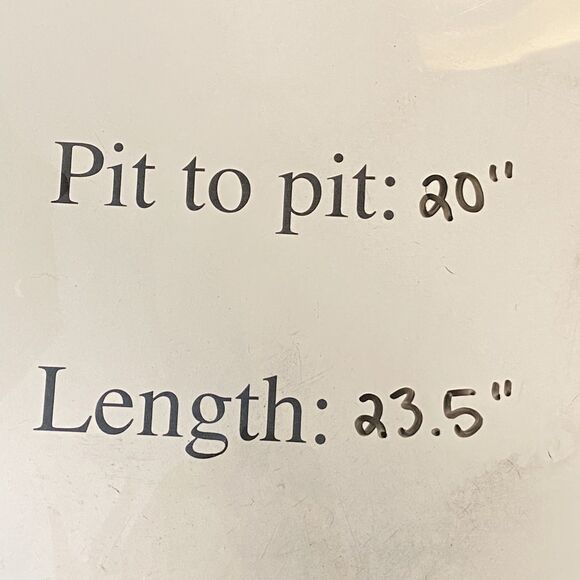 Pit to pit: 20"
Length: 23.5"